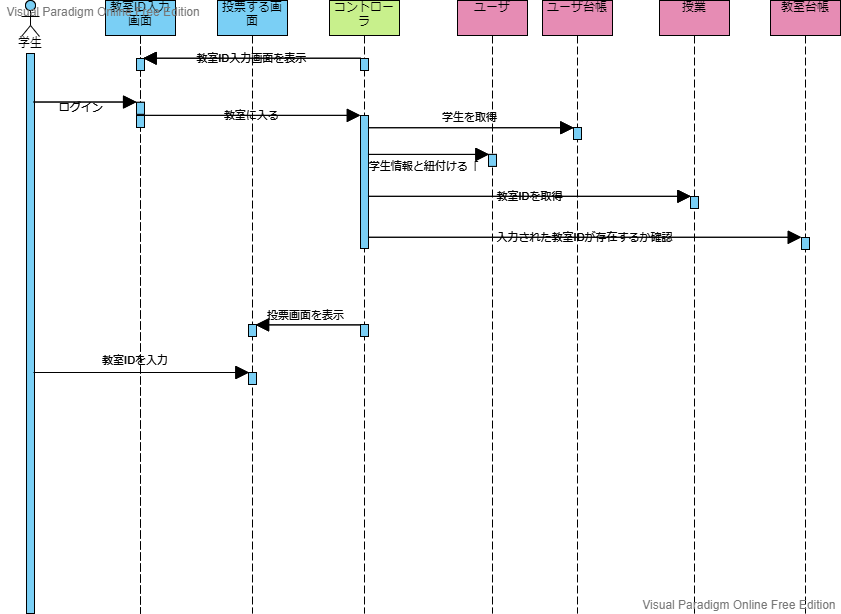 Visual Paradigm Online Free Edition
教室ID入力
画面
投票する画
面
コントロー
ラ
ユーザ
ユーザ台帳
授業
教室台帳
学生
教室ID入力画面を表示
ログイン
教室に入る
学生を取得
学生情報と紐付ける「
教室IDを取得
入力された教室IDが存在するか確認
投票画面を表示
教室IDを入力
Visual Paradigm Online Free Edition